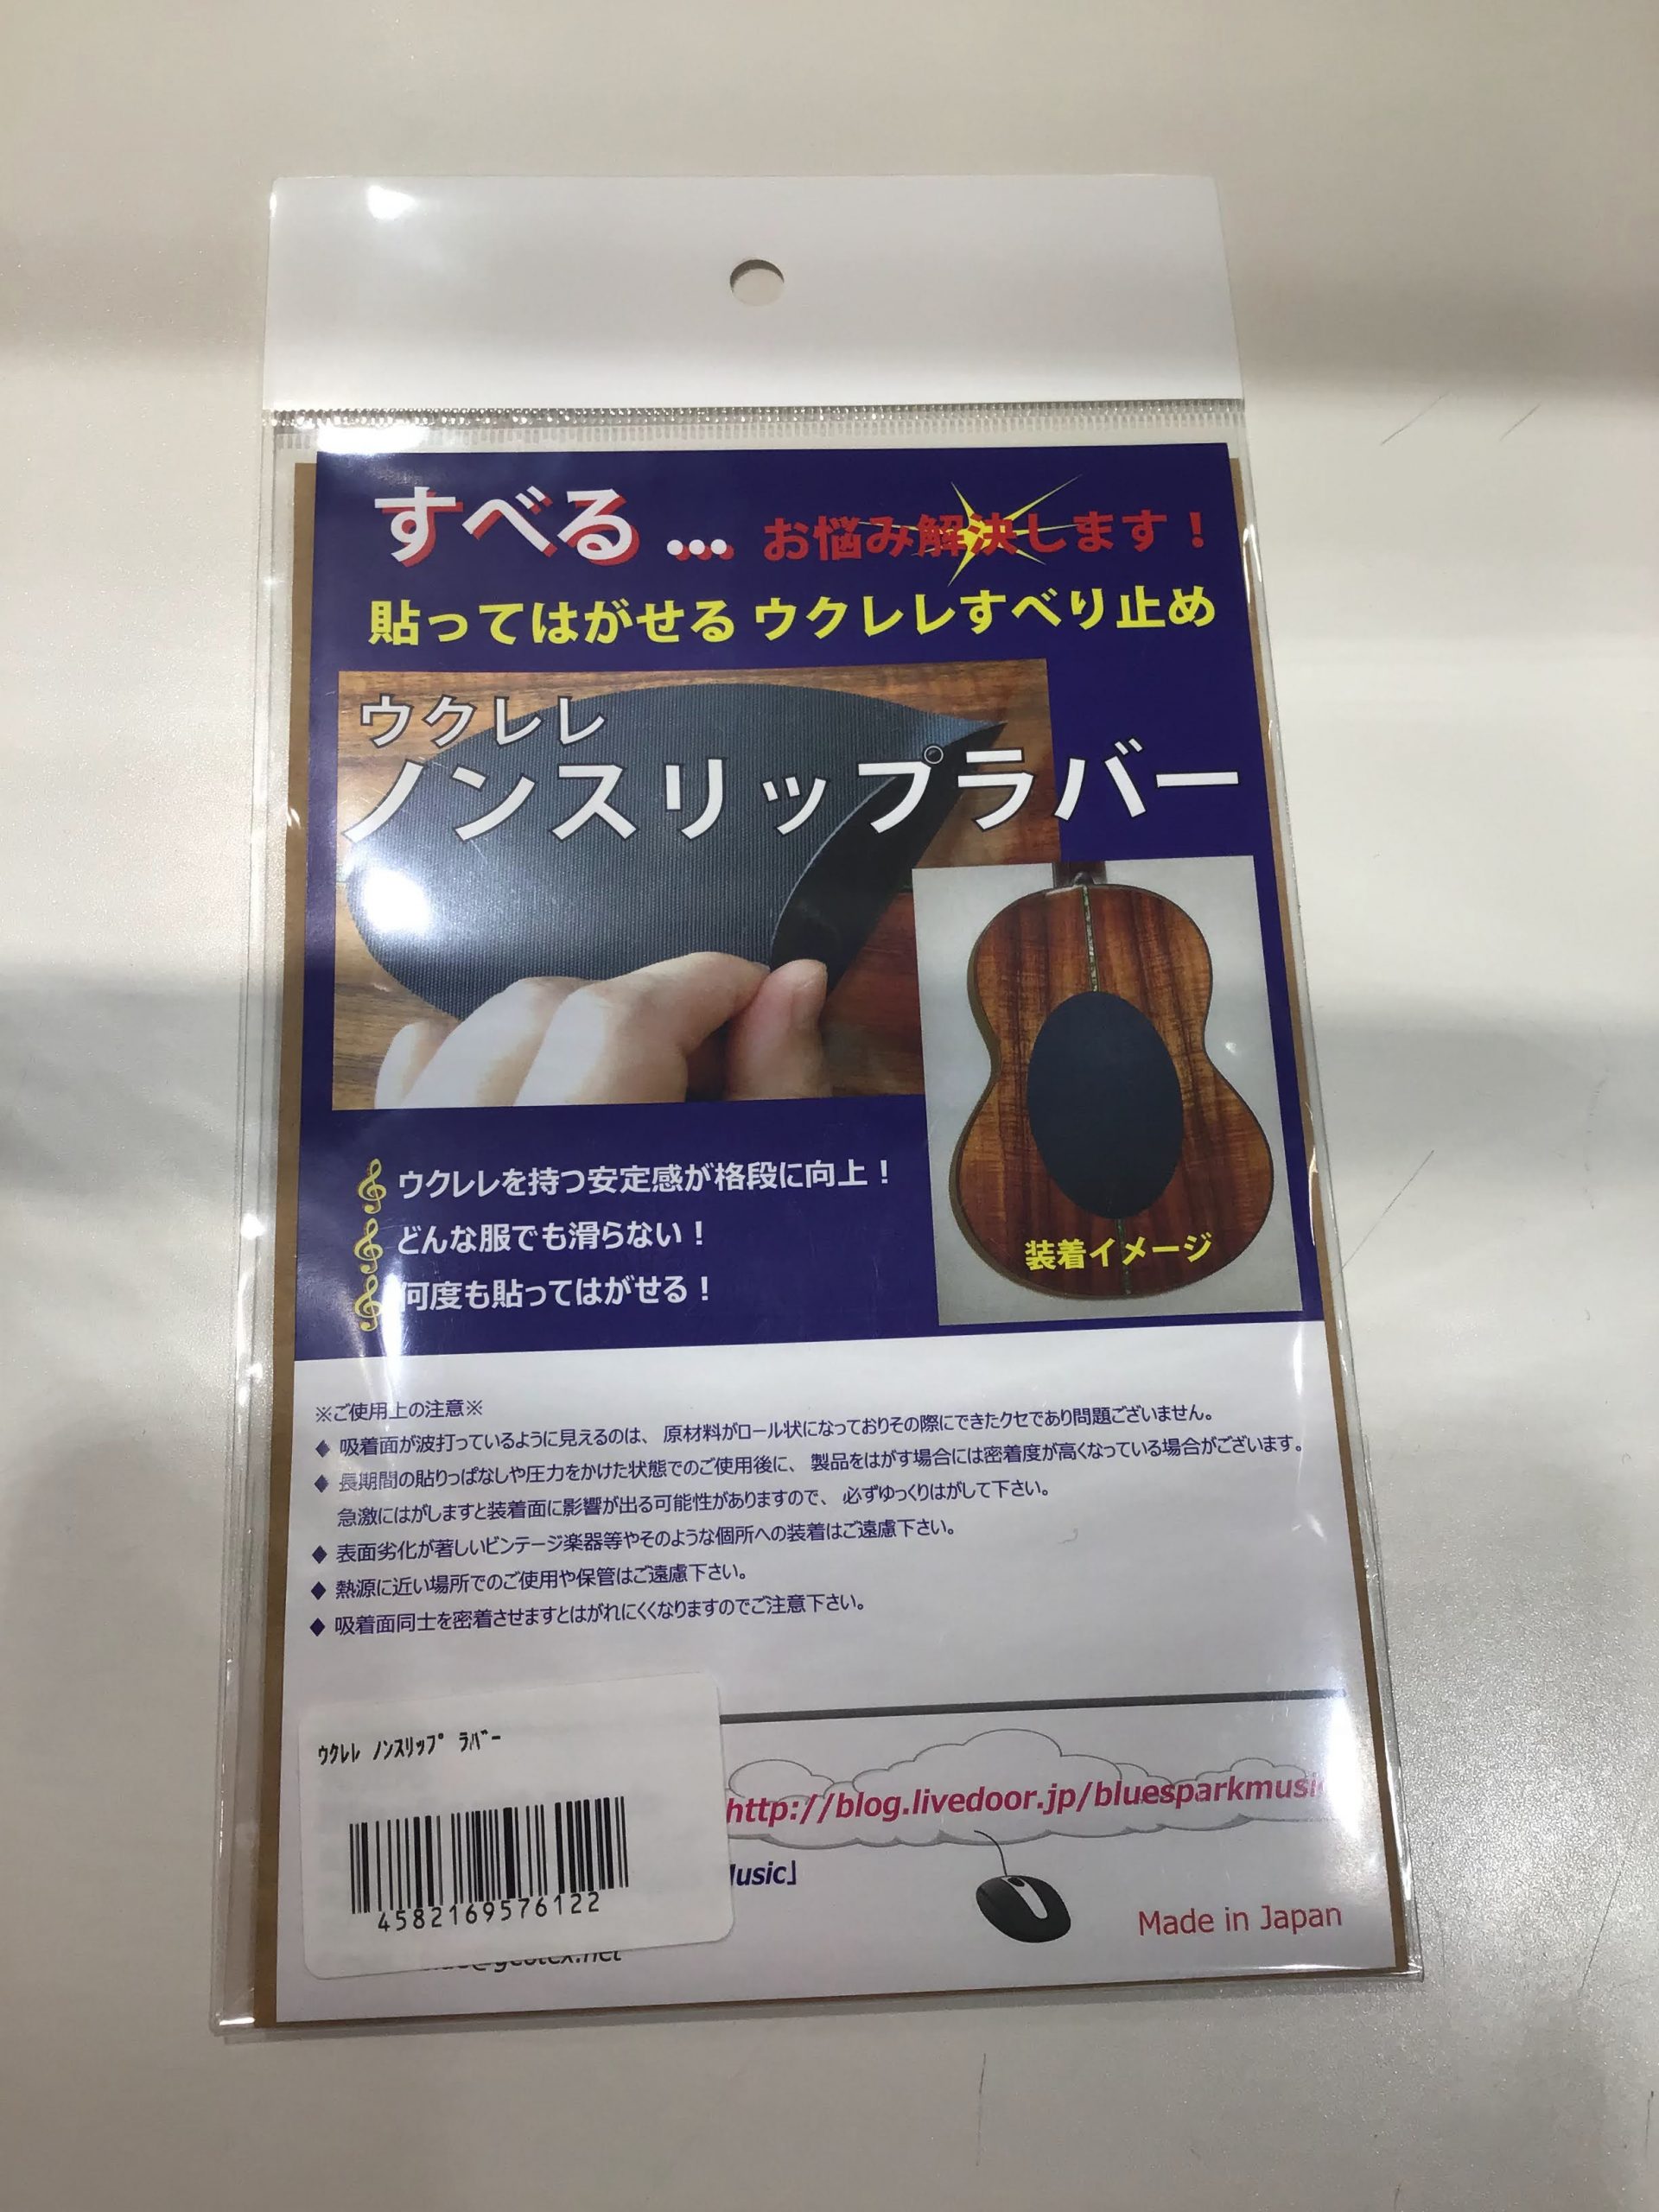 すべる... お悩み解決します！
貼ってはがせる ウクレレすべり止め
ウクレレ
ノンスリップラバー
ウクレレを持つ安定感が格段に向上！
どんな服でも滑らない！
何度も貼ってはがせる！
装着イメージ
※ご使用上の注意※
◆ 吸着面が波打っているように見えるのは、原材料がロール状になっておりその際にできたクセであり問題ございません。
◆ 長期間の貼りっぱなしや圧力をかけた状態でのご使用後に、製品をはがす場合には密着度が高くなっている場合がございます。
急激にはがしますと装着面に影響が出る可能性がありますので、必ずゆっくりはがして下さい。
◆ 表面劣化が著しいビンテージ楽器等やそのような個所への装着はご遠慮下さい。
◆ 熱源に近い場所でのご使用や保管はご遠慮下さい。
◆ 吸着面同士を密着させますとはがれにくくなりますのでご注意下さい。
ｳｸﾚﾚ ﾉﾝｽﾘｯﾌﾟ ﾗﾊﾞｰ
4582169576122
http://blog.livedoor.jp/bluesparkmusic
usic」
Made in Japan